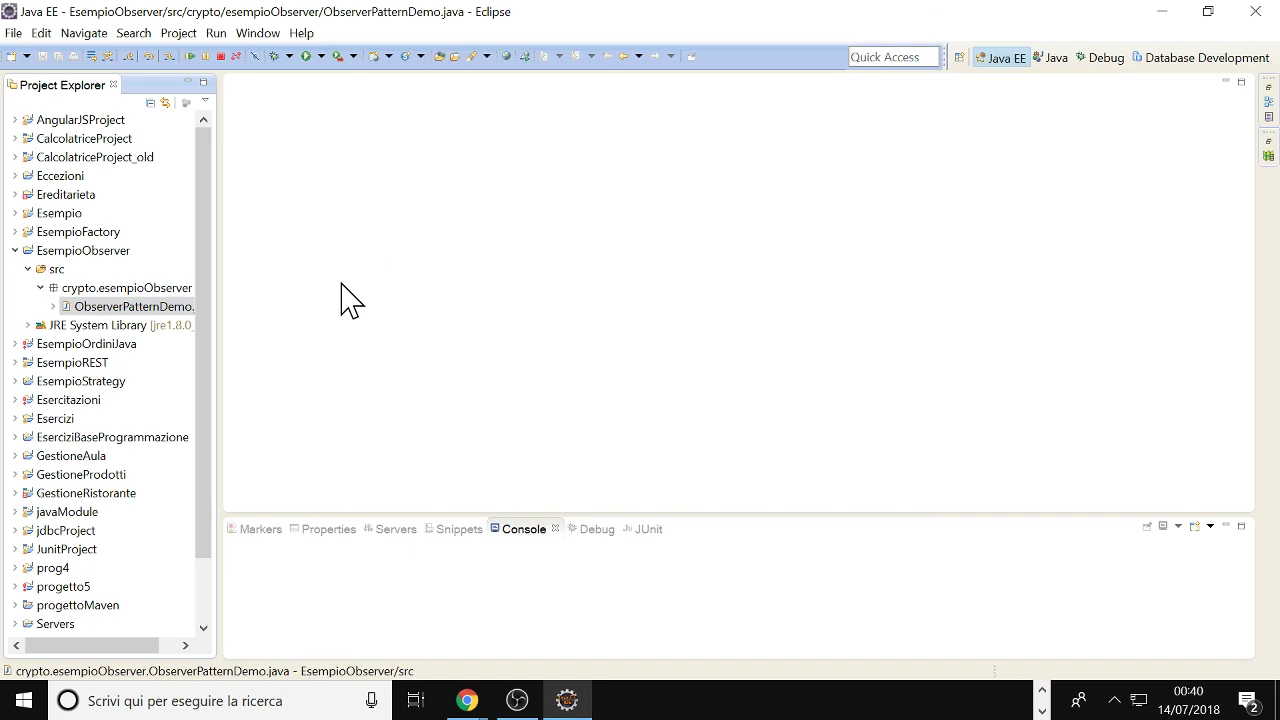 Java EE - EsempioObserver/src/crypto/esempioObserver/ObserverPatternDemo.java - Eclipse
File Edit Navigate Search Project Run Window Help
Quick Access
Java EE
Java
Debug
Database Development
Project Explorer
AngularJSProject
CalcolatriceProject
CalcolatriceProject_old
Eccezioni
Ereditarieta
Esempio
EsempioFactory
EsempioObserver
src
crypto.esempioObserver
ObserverPatternDemo.
JRE System Library [jre1.8.0_
EsempioOrdiniJava
EsempioREST
EsempioStrategy
Esercitazioni
Esercizi
EserciziBaseProgrammazione
GestioneAula
GestioneProdotti
GestioneRistorante
javaModule
jdbcProject
JunitProject
prog4
progetto5
progettoMaven
Servers
Markers Properties Servers Snippets Console Debug JUnit
crypto.esempioObserver.ObserverPatternDemo.java - EsempioObserver/src
Scrivi qui per eseguire la ricerca
00:40
14/07/2018
2